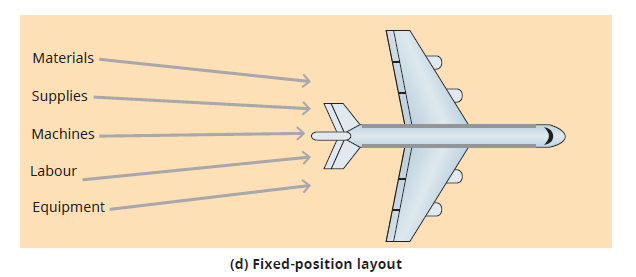 Materials
Supplies
Machines
Labour
Equipment
(d) Fixed-position layout